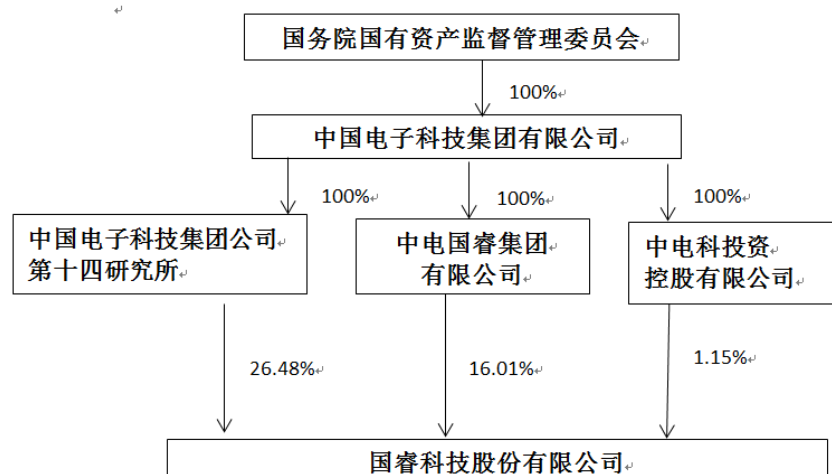 国务院国有资产监督管理委员会
100%
中国电子科技集团有限公司
100%
100%
100%
中国电子科技集团公司
第十四研究所
中电国睿集团
有限公司
中电科投资
控股有限公司
26.48%
16.01%
1.15%
国睿科技股份有限公司